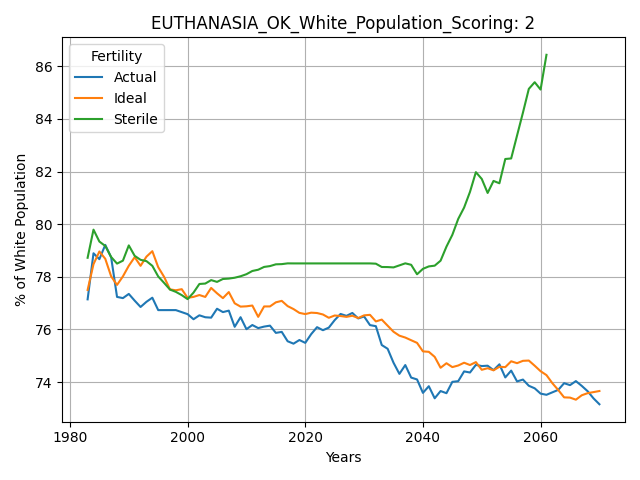 EUTHANASIA_OK_White_Population_Scoring: 2
Fertility
Actual
Ideal
Sterile
% of White Population
86
84
82
80
78
76
74
1980
2000
2020
2040
2060
Years